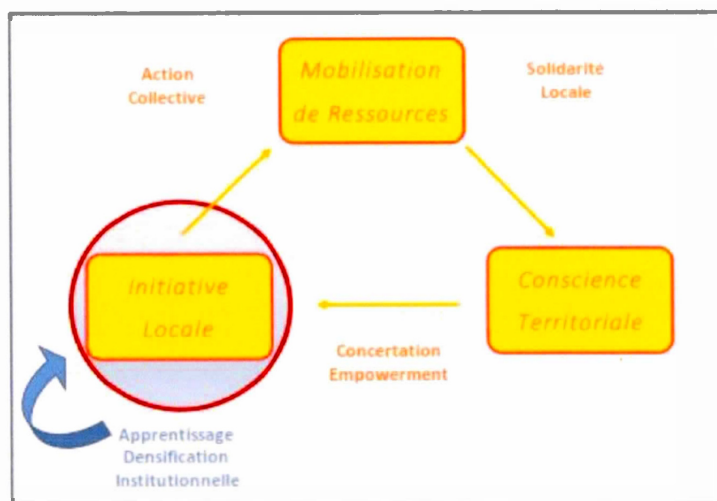 Action
Collective
Mobilisation
de Ressources
Solidarité
Locale
Initiative
Locale
Conscience
Territoriale
Concertation
Empowerment
Apprentissage
Densification
Institutionnelle